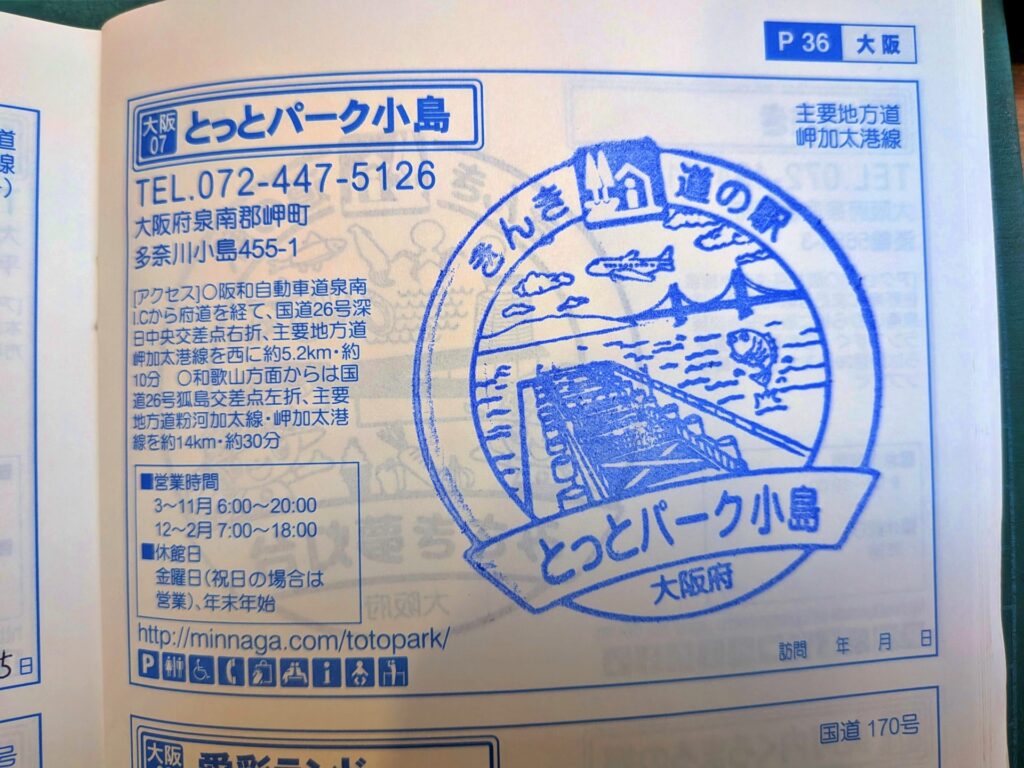 P 36 大阪
大阪
07
とっとパーク小島
主要地方道
岬加太港線
TEL.072-447-5126
大阪府泉南郡岬町
多奈川小島455-1
[アクセス]○阪和自動車道泉南
I.Cから府道を経て、国道26号深
日中央交差点右折、主要地方道
岬加太港線を西に約5.2km・約
10分　○和歌山方面からは国
道26号狐島交差点左折、主要
地方道粉河加太線・岬加太港
線を約14km・約30分
■営業時間
3～11月 6:00～20:00
12～2月 7:00～18:00
■休館日
金曜日(祝日の場合は
営業)、年末年始
http://minnaga.com/totopark/
P
i
きんき 道の駅
とっとパーク小島
大阪府
訪問 年 月 日
道
線
5日
号
大阪
愛彩ランド
国道 170号